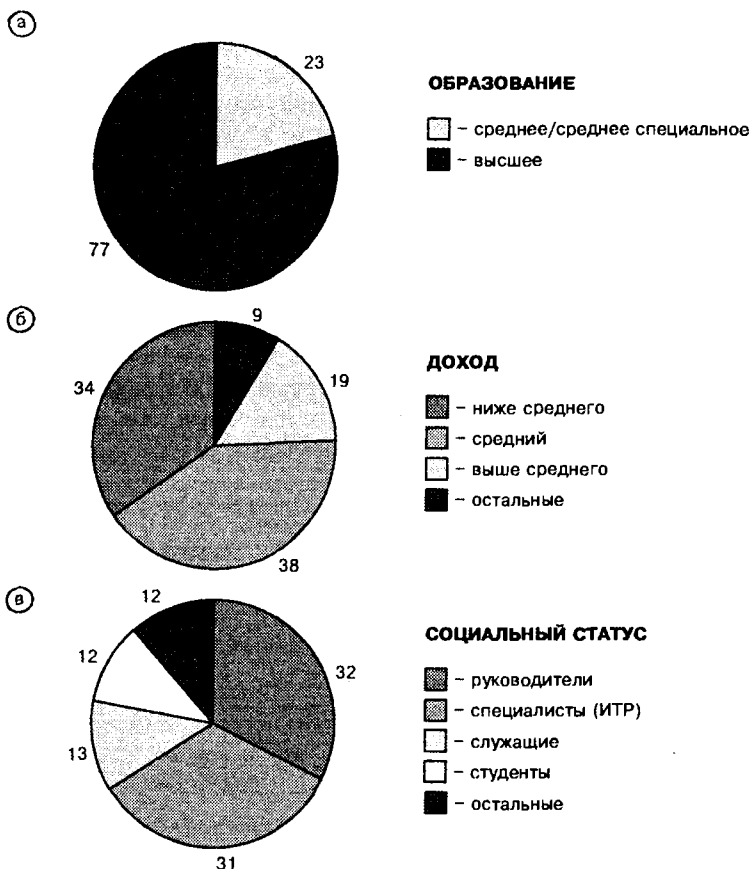 а
23
77
ОБРАЗОВАНИЕ
– среднее/среднее специальное
– высшее
б
9
19
34
38
ДОХОД
– ниже среднего
– средний
– выше среднего
– остальные
в
12
32
12
13
31
СОЦИАЛЬНЫЙ СТАТУС
– руководители
– специалисты (ИТР)
– служащие
– студенты
– остальные